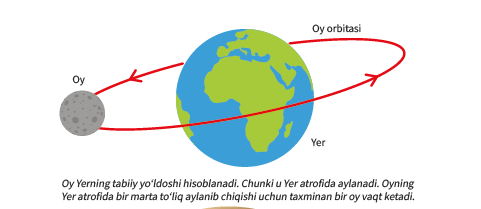 Oy orbitasi
Oy
Yer
Oy Yerning tabiiy yo‘ldoshi hisoblanadi. Chunki u Yer atrofida aylanadi. Oyning
Yer atrofida bir marta to‘liq aylanib chiqishi uchun taxminan bir oy vaqt ketadi.